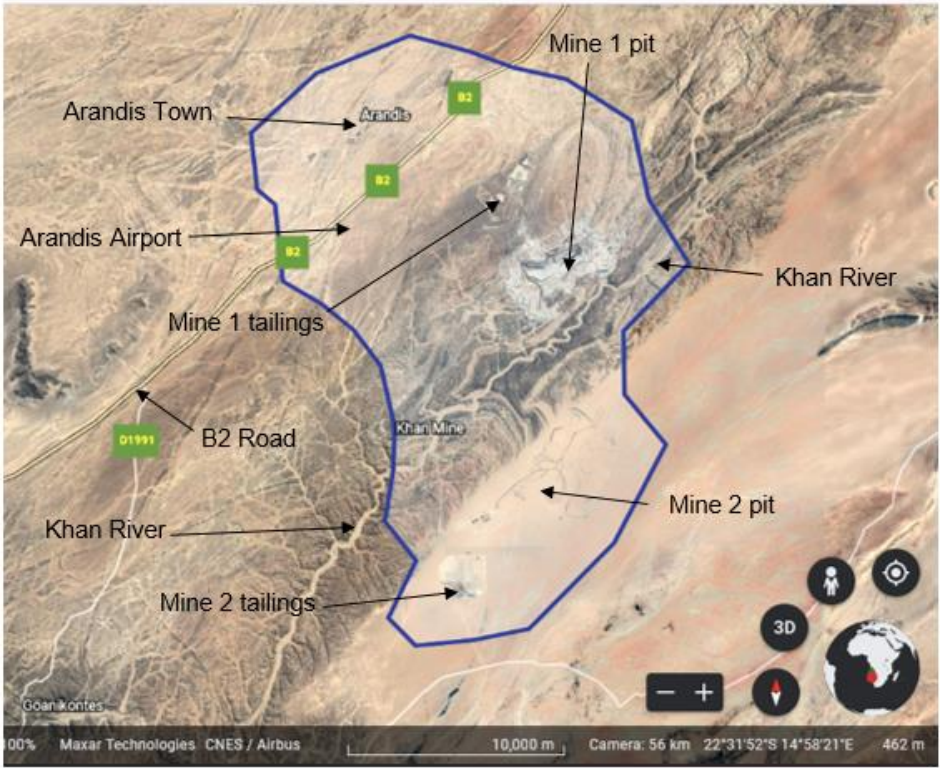 Mine 1 pit
B2
Arandis Town
Arandis
B2
Arandis Airport
B2
Khan River
Mine 1 tailings
Khan Mine
D1991
B2 Road
Mine 2 pit
Khan River
Mine 2 tailings
3D
Goanikontes
100% Maxar Technologies CNES / Airbus 10,000 m Camera: 56 km 22°31'52"S 14°58'21"E 462 m